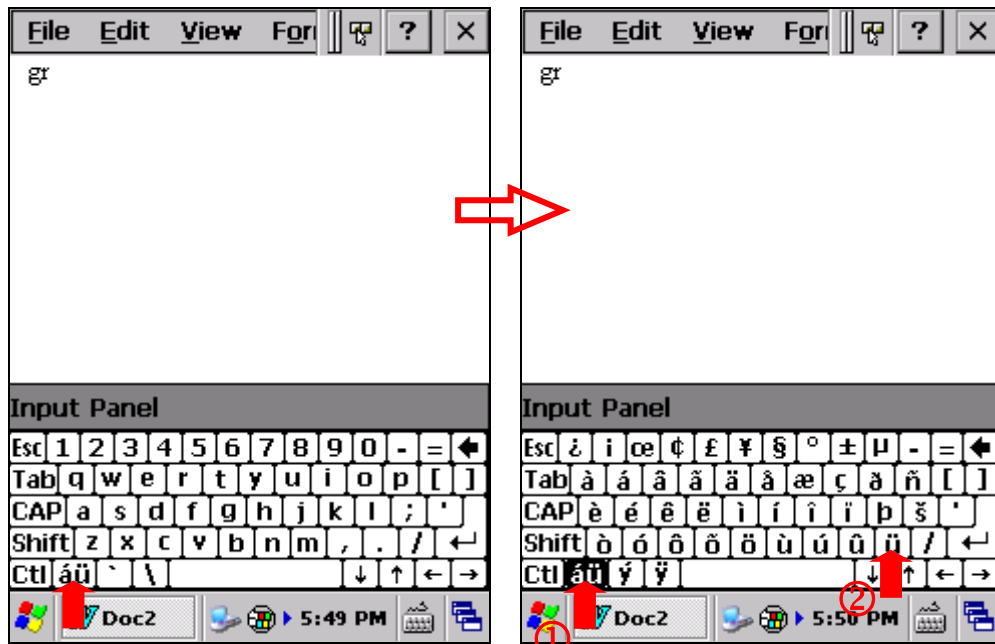 File Edit View For ? ×
gr
Input Panel
Esc 1 2 3 4 5 6 7 8 9 0 - =
Tab q w e r t y u i o p [ ]
CAP a s d f g h j k l ; '
Shift z x c v b n m , . /
Ctl áü ` \ ↓ ↑ ← →
Doc2 5:49 PM
File Edit View For ? ×
gr
Input Panel
Esc ¿ ¡ œ ¢ £ ¥ § ° ± µ - =
Tab à á â ã ä å æ ç ð ñ [ ]
CAP è é ê ë ì í î ï þ š '
Shift ò ó ô õ ö ù ú û ü /
Ctl áü ý ÿ ↓ ↑ ← →
Doc2 5:50 PM
① ②